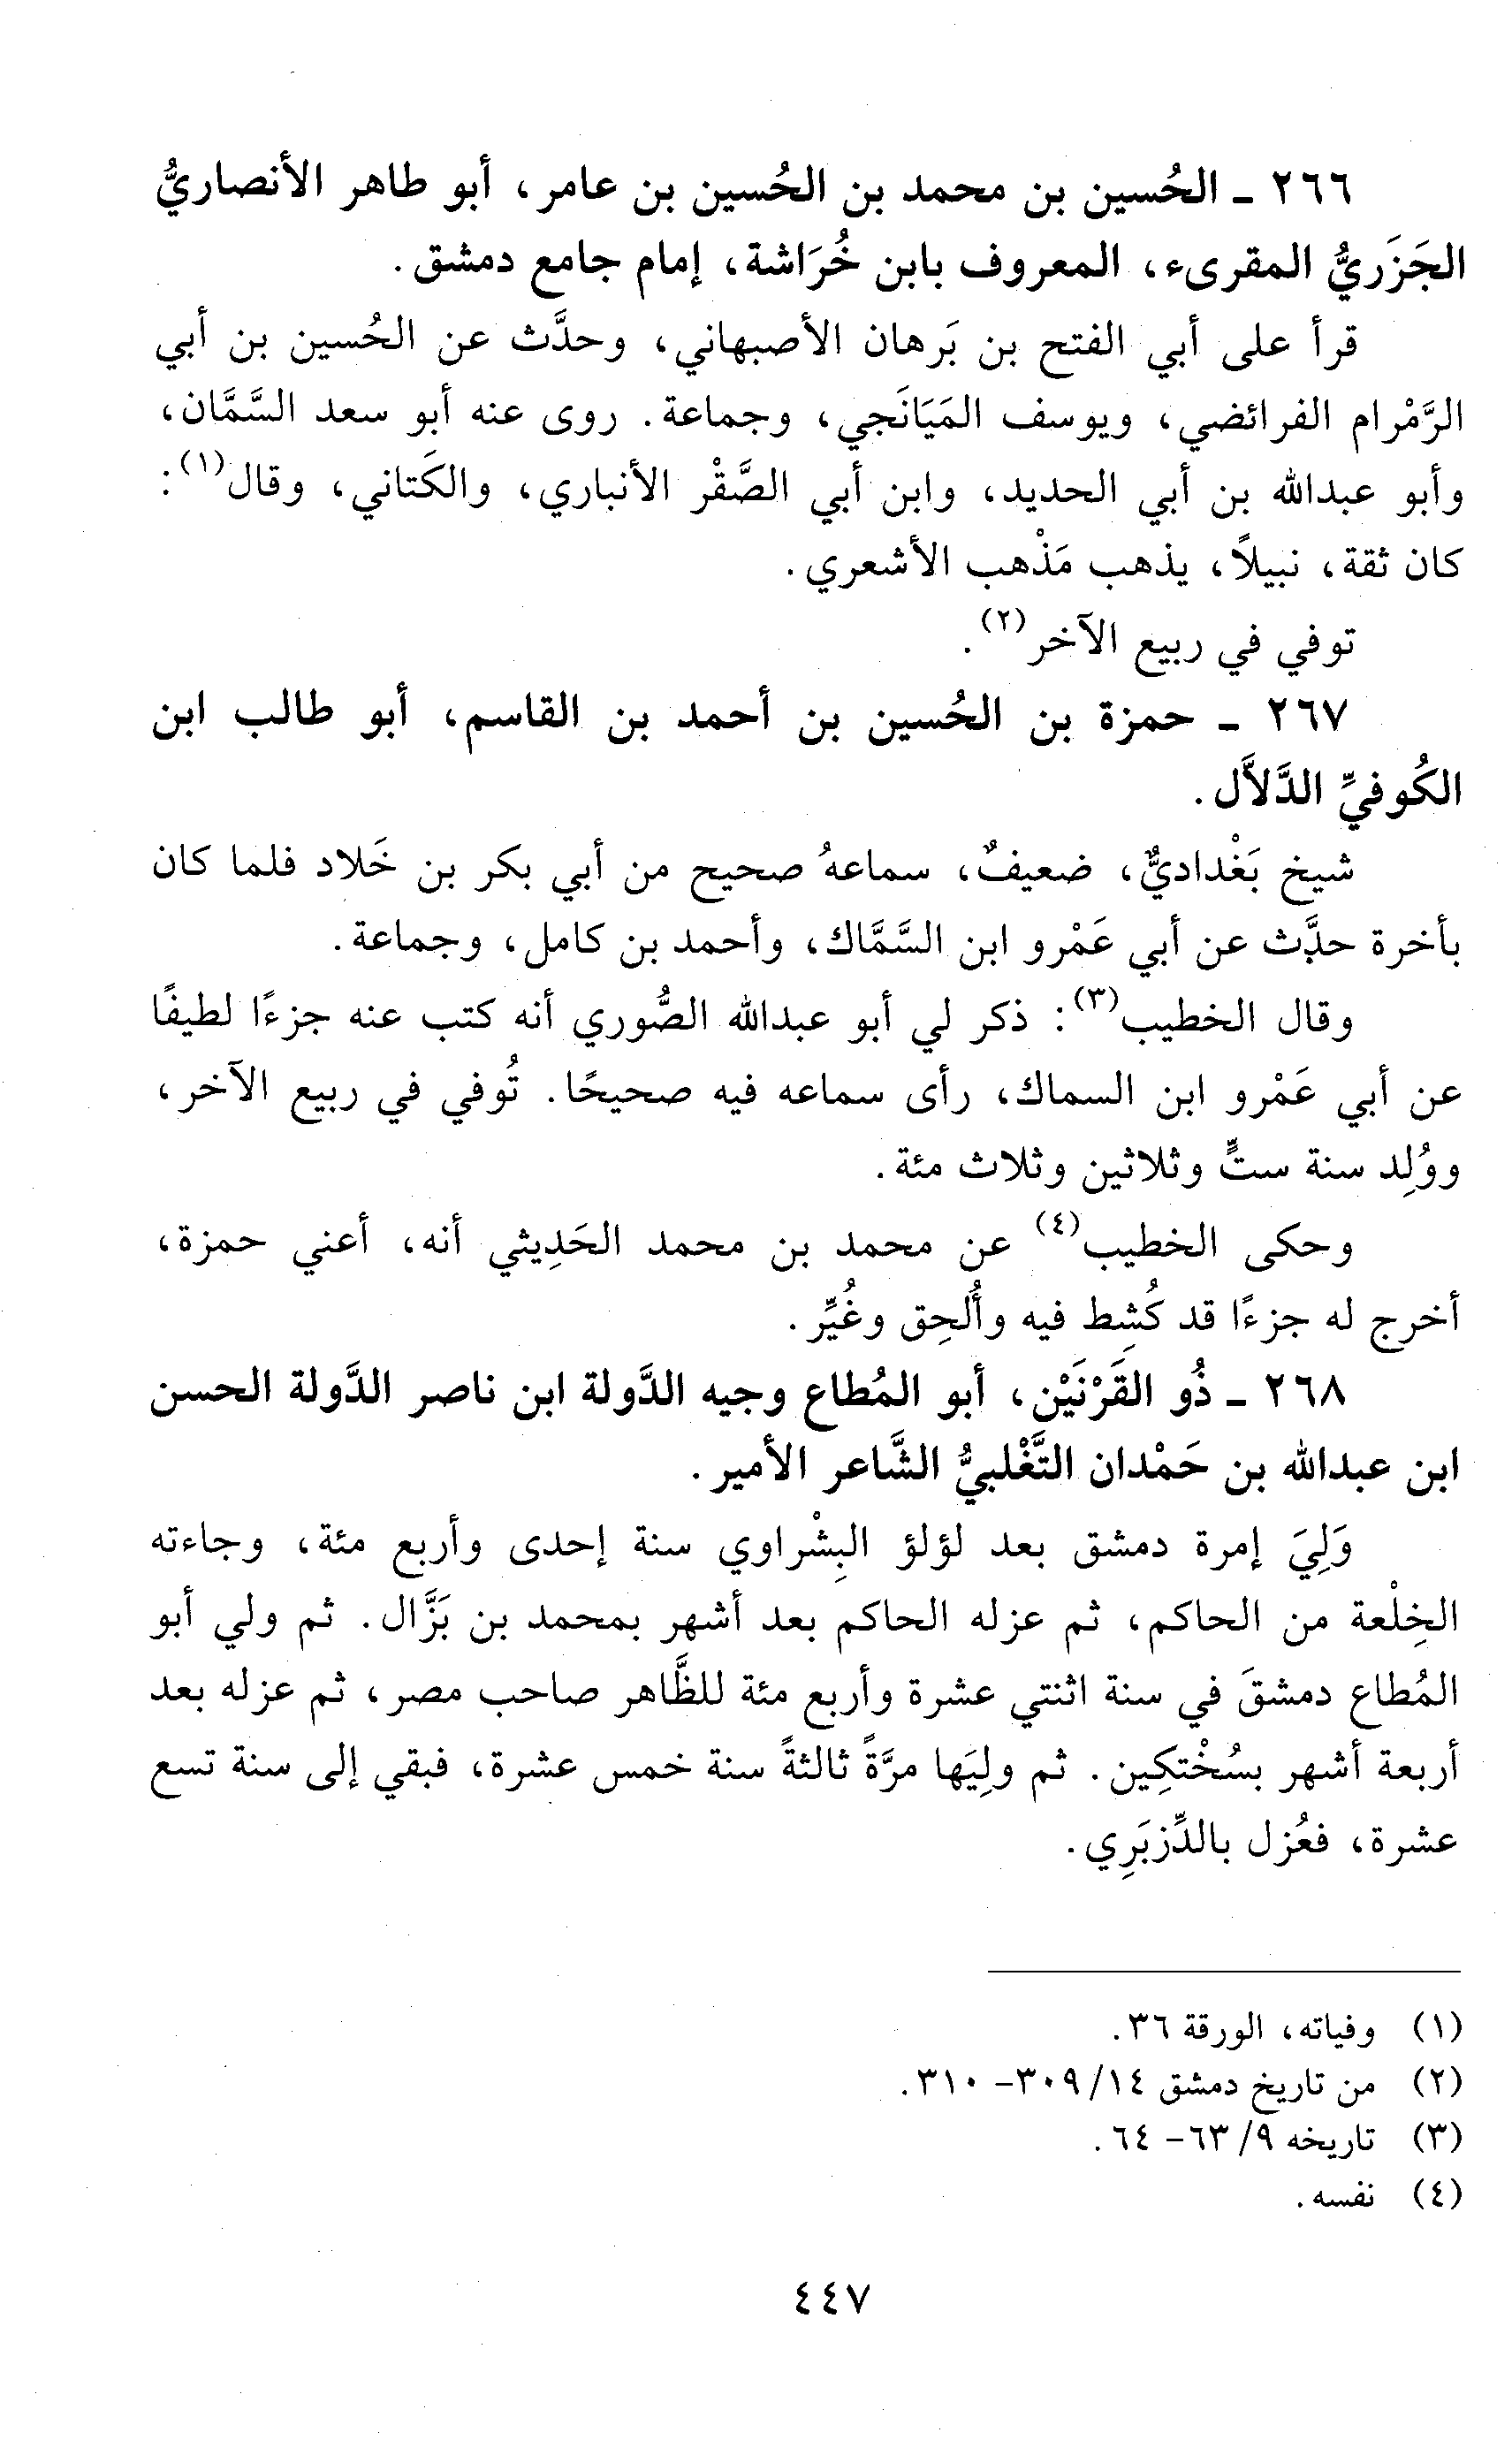 ٢٦٦ ـ الحُسين بن محمد بن الحُسين بن عامر، أبو طاهر الأنصاريُّ
الجَزَريُّ المقرىء، المعروف بابن خُرَاشة، إمام جامع دمشق.
قرأ على أبي الفتح بن بَرهان الأصبهاني، وحدَّث عن الحُسين بن أبي
الرَّمْرام الفرائضي، ويوسف المَيَانَجي، وجماعة. روى عنه أبو سعد السَّمَّان،
وأبو عبدالله بن أبي الحديد، وابن أبي الصَّقْر الأنباري، والكَتاني، وقال(١):
كان ثقة، نبيلاً، يذهب مَذْهب الأشعري.
توفي في ربيع الآخر(٢).
٢٦٧ ـ حمزة بن الحُسين بن أحمد بن القاسم، أبو طالب ابن
الكُوفيِّ الدَّلاَّل.
شيخ بَغْداديٌّ، ضعيفٌ، سماعهُ صحيح من أبي بكر بن خَلاد فلما كان
بأخرة حدَّث عن أبي عَمْرو ابن السَّمَّاك، وأحمد بن كامل، وجماعة.
وقال الخطيب(٣): ذكر لي أبو عبدالله الصُّوري أنه كتب عنه جزءًا لطيفًا
عن أبي عَمْرو ابن السماك، رأى سماعه فيه صحيحًا. تُوفي في ربيع الآخر،
ووُلِد سنة ستٍّ وثلاثين وثلاث مئة.
وحكى الخطيب(٤) عن محمد بن محمد الحَدِيثي أنه، أعني حمزة،
أخرج له جزءًا قد كُشِط فيه وأُلحِق وغُيِّر.
٢٦٨ ـ ذُو القَرْنَيْن، أبو المُطاع وجيه الدَّولة ابن ناصر الدَّولة الحسن
ابن عبدالله بن حَمْدان التَّغْلبيُّ الشَّاعر الأمير.
وَلِيَ إمرة دمشق بعد لؤلؤ البِشْراوي سنة إحدى وأربع مئة، وجاءته
الخِلْعة من الحاكم، ثم عزله الحاكم بعد أشهر بمحمد بن بَزَّال. ثم ولي أبو
المُطاع دمشقَ في سنة اثنتي عشرة وأربع مئة للظَّاهر صاحب مصر، ثم عزله بعد
أربعة أشهر بسُخْتكِين. ثم ولِيَها مرَّةً ثالثةً سنة خمس عشرة، فبقي إلى سنة تسع
عشرة، فعُزل بالدِّزبَرِي.
(١) وفياته، الورقة ٣٦.
(٢) من تاريخ دمشق ١٤/ ٣٠٩- ٣١٠.
(٣) تاريخه ٩/ ٦٣- ٦٤.
(٤) نفسه.
٤٤٧